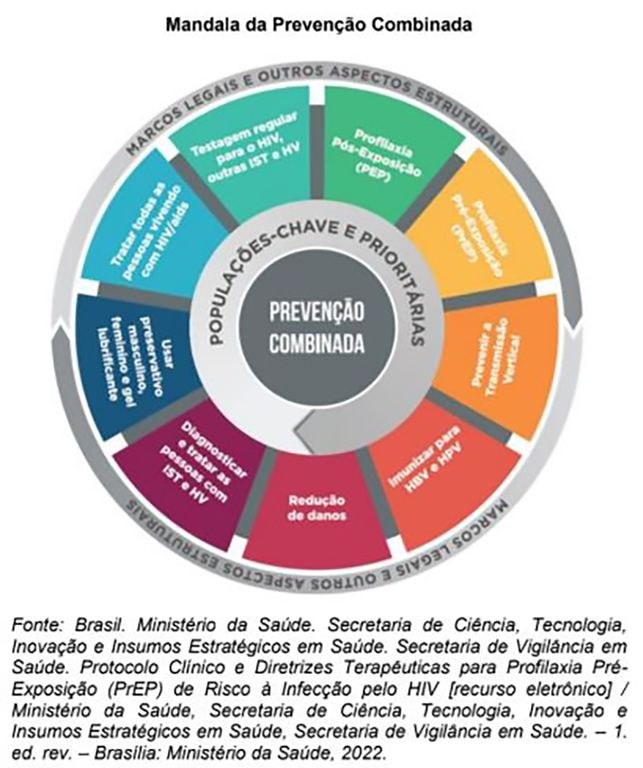 Mandala da Prevenção Combinada
MARCOS LEGAIS E OUTROS ASPECTOS ESTRUTURAIS
Testagem regular
para o HIV,
outras IST e HV
Profilaxia
Pós-Exposição
(PEP)
Profilaxia
Pré-Exposição
(PrEP)
Prevenir a
Transmissão
Vertical
Imunizar para
HBV e HPV
Redução
de danos
Diagnosticar
e tratar as
pessoas com
IST e HV
Usar
preservativo
masculino,
feminino e gel
lubrificante
Tratar todas as
pessoas vivendo
com HIV/aids
POPULAÇÕES-CHAVE E PRIORITÁRIAS
PREVENÇÃO
COMBINADA
MARCOS LEGAIS E OUTROS ASPECTOS ESTRUTURAIS
Fonte: Brasil. Ministério da Saúde. Secretaria de Ciência, Tecnologia,
Inovação e Insumos Estratégicos em Saúde. Secretaria de Vigilância em
Saúde. Protocolo Clínico e Diretrizes Terapêuticas para Profilaxia Pré-
Exposição (PrEP) de Risco à Infecção pelo HIV [recurso eletrônico] /
Ministério da Saúde, Secretaria de Ciência, Tecnologia, Inovação e
Insumos Estratégicos em Saúde, Secretaria de Vigilância em Saúde. – 1.
ed. rev. – Brasília: Ministério da Saúde, 2022.